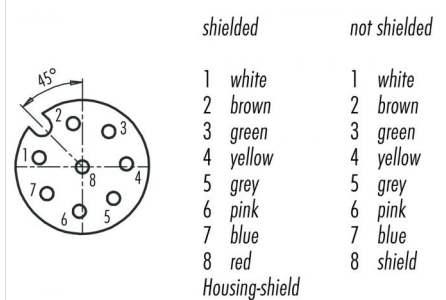 45°
2
3
1
4
8
7
6
5
shielded
1 white
2 brown
3 green
4 yellow
5 grey
6 pink
7 blue
8 red
Housing-shield
not shielded
1 white
2 brown
3 green
4 yellow
5 grey
6 pink
7 blue
8 shield